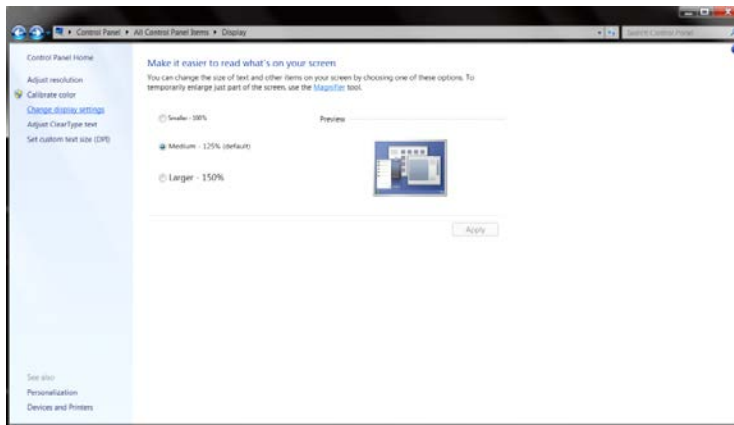 Control Panel ▸ All Control Panel Items ▸ Display
Search Control Panel
Control Panel Home
Adjust resolution
Calibrate color
Change display settings
Adjust ClearType text
Set custom text size (DPI)
Make it easier to read what's on your screen
You can change the size of text and other items on your screen by choosing one of these options. To
temporarily enlarge just part of the screen, use the Magnifier tool.
Smaller - 100%
Preview
Medium - 125% (default)
Larger - 150%
Apply
See also
Personalization
Devices and Printers